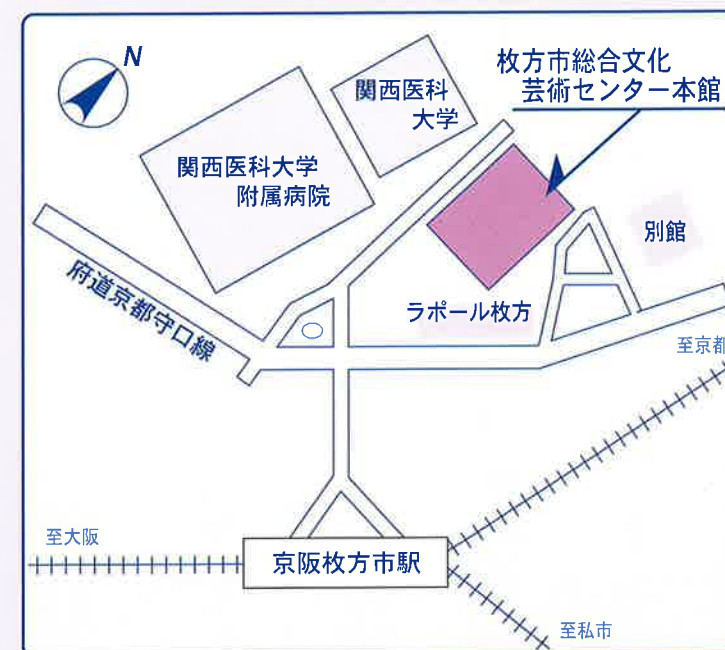 N
枚方市総合文化
芸術センター本館
関西医科
大学
関西医科大学
附属病院
別館
ラポール枚方
府道京都守口線
至京都
至大阪
京阪枚方市駅
至私市